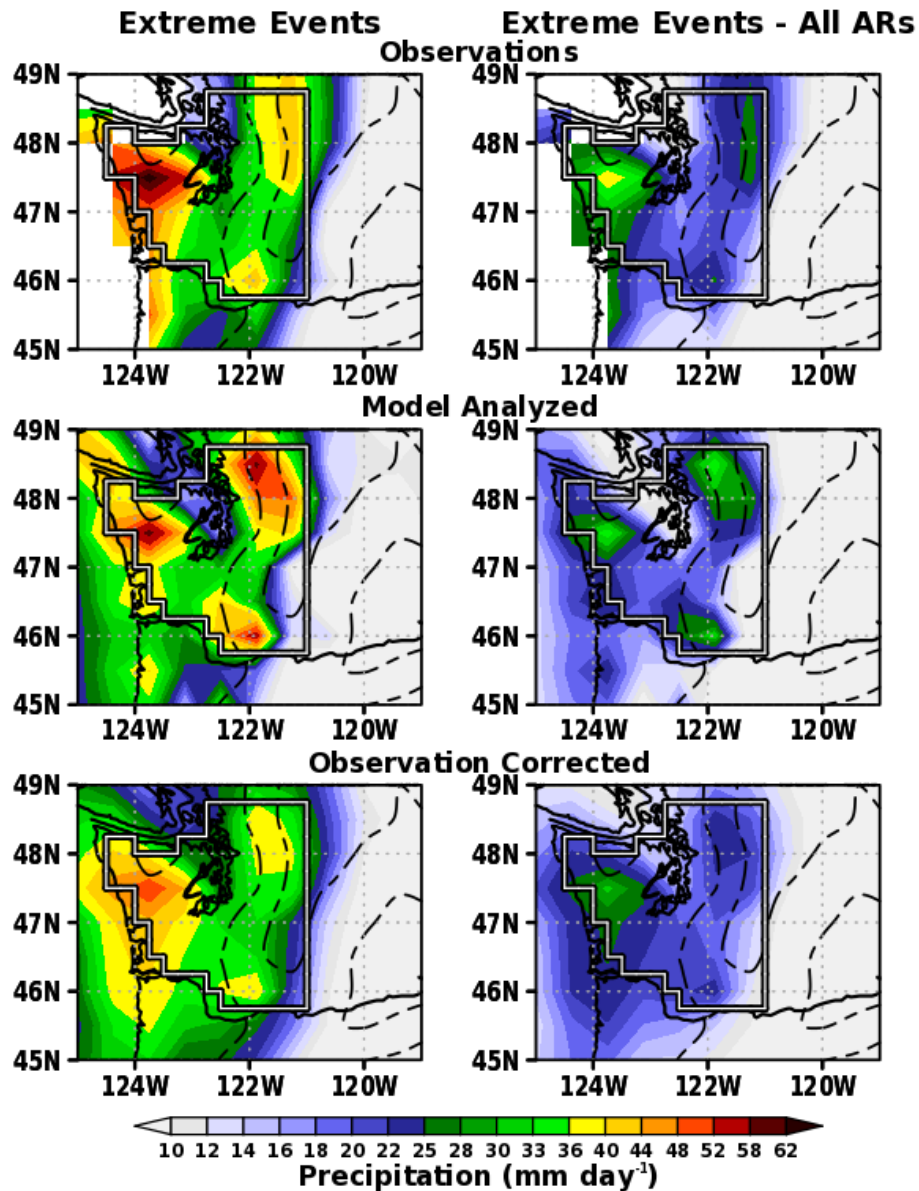 Extreme Events Extreme Events - All ARs
Observations
49N 49N
48N 48N
47N 47N
46N 46N
45N 45N
124W 122W 120W 124W 122W 120W
Model Analyzed
49N 49N
48N 48N
47N 47N
46N 46N
45N 45N
124W 122W 120W 124W 122W 120W
Observation Corrected
49N 49N
48N 48N
47N 47N
46N 46N
45N 45N
124W 122W 120W 124W 122W 120W
10 12 14 16 18 20 22 25 28 30 33 36 40 44 48 52 58 62
Precipitation (mm day⁻¹)